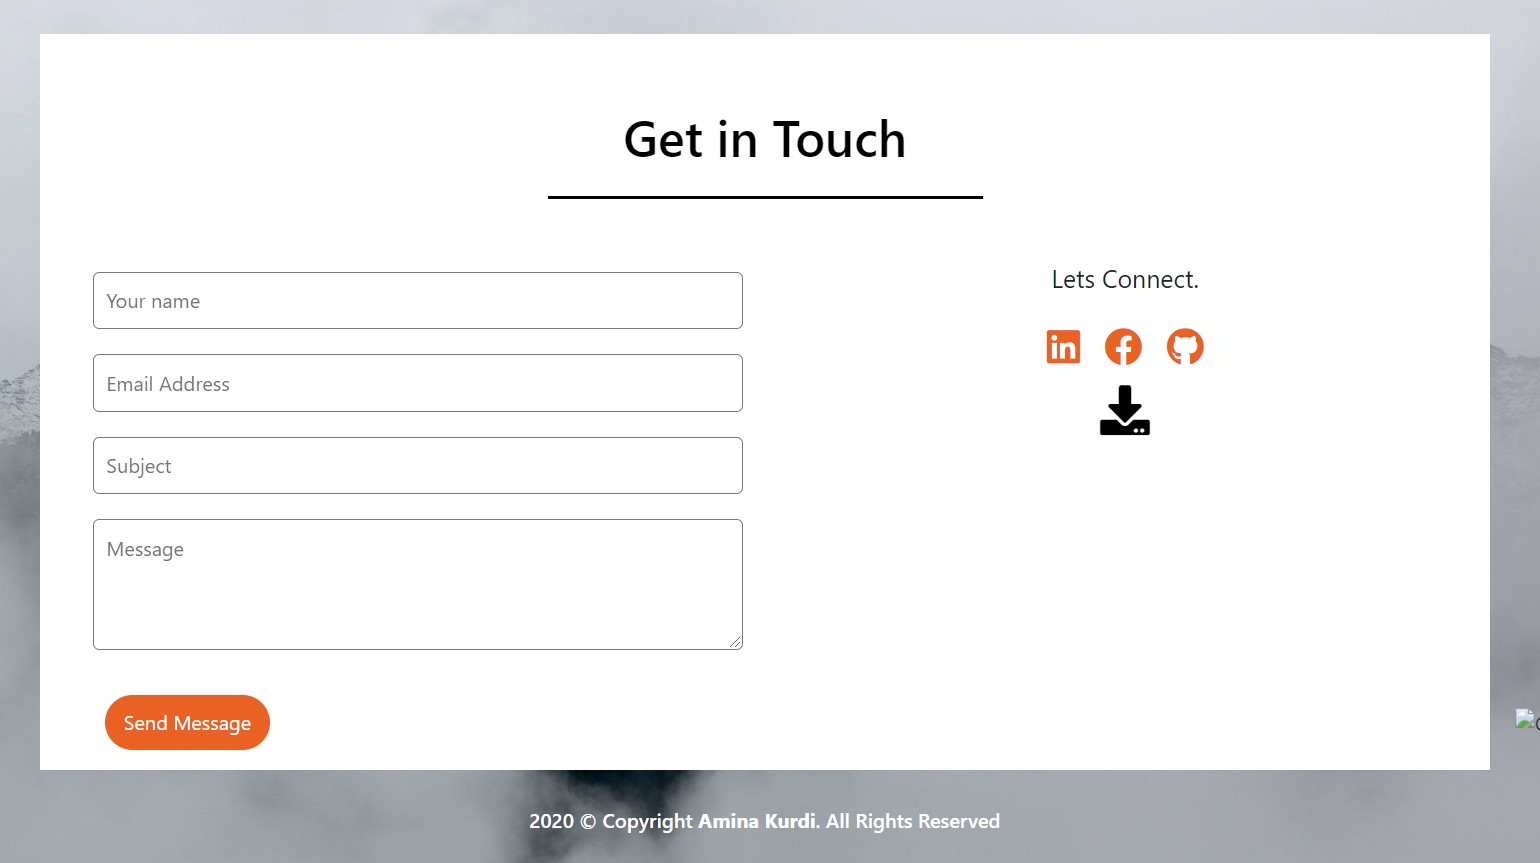 Get in Touch
Your name
Lets Connect.
in
Email Address
Subject
Message
Send Message
2020 © Copyright Amina Kurdi. All Rights Reserved